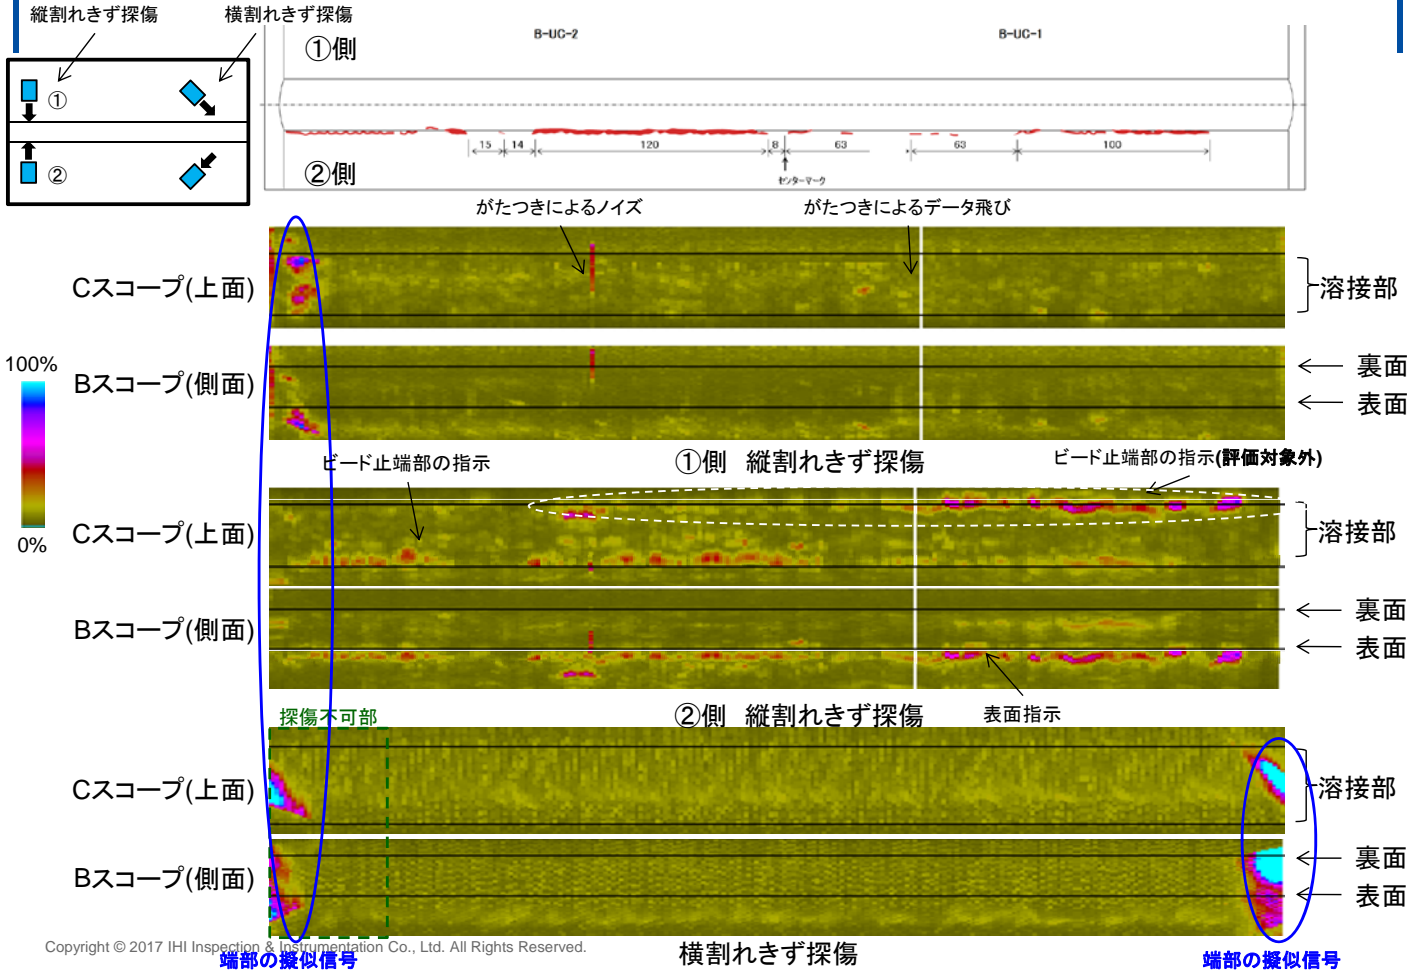 縦割れきず探傷
横割れきず探傷
①
②
①側
B-UC-2
B-UC-1
15
14
120
8
63
63
100
センターマーク
②側
がたつきによるノイズ
がたつきによるデータ飛び
Cスコープ(上面)
溶接部
100%
0%
Bスコープ(側面)
裏面
表面
ビード止端部の指示
①側 縦割れきず探傷
ビード止端部の指示(評価対象外)
Cスコープ(上面)
溶接部
Bスコープ(側面)
裏面
表面
探傷不可部
②側 縦割れきず探傷
表面指示
Cスコープ(上面)
溶接部
Bスコープ(側面)
裏面
表面
Copyright © 2017 IHI Inspection & Instrumentation Co., Ltd. All Rights Reserved.
端部の擬似信号
横割れきず探傷
端部の擬似信号